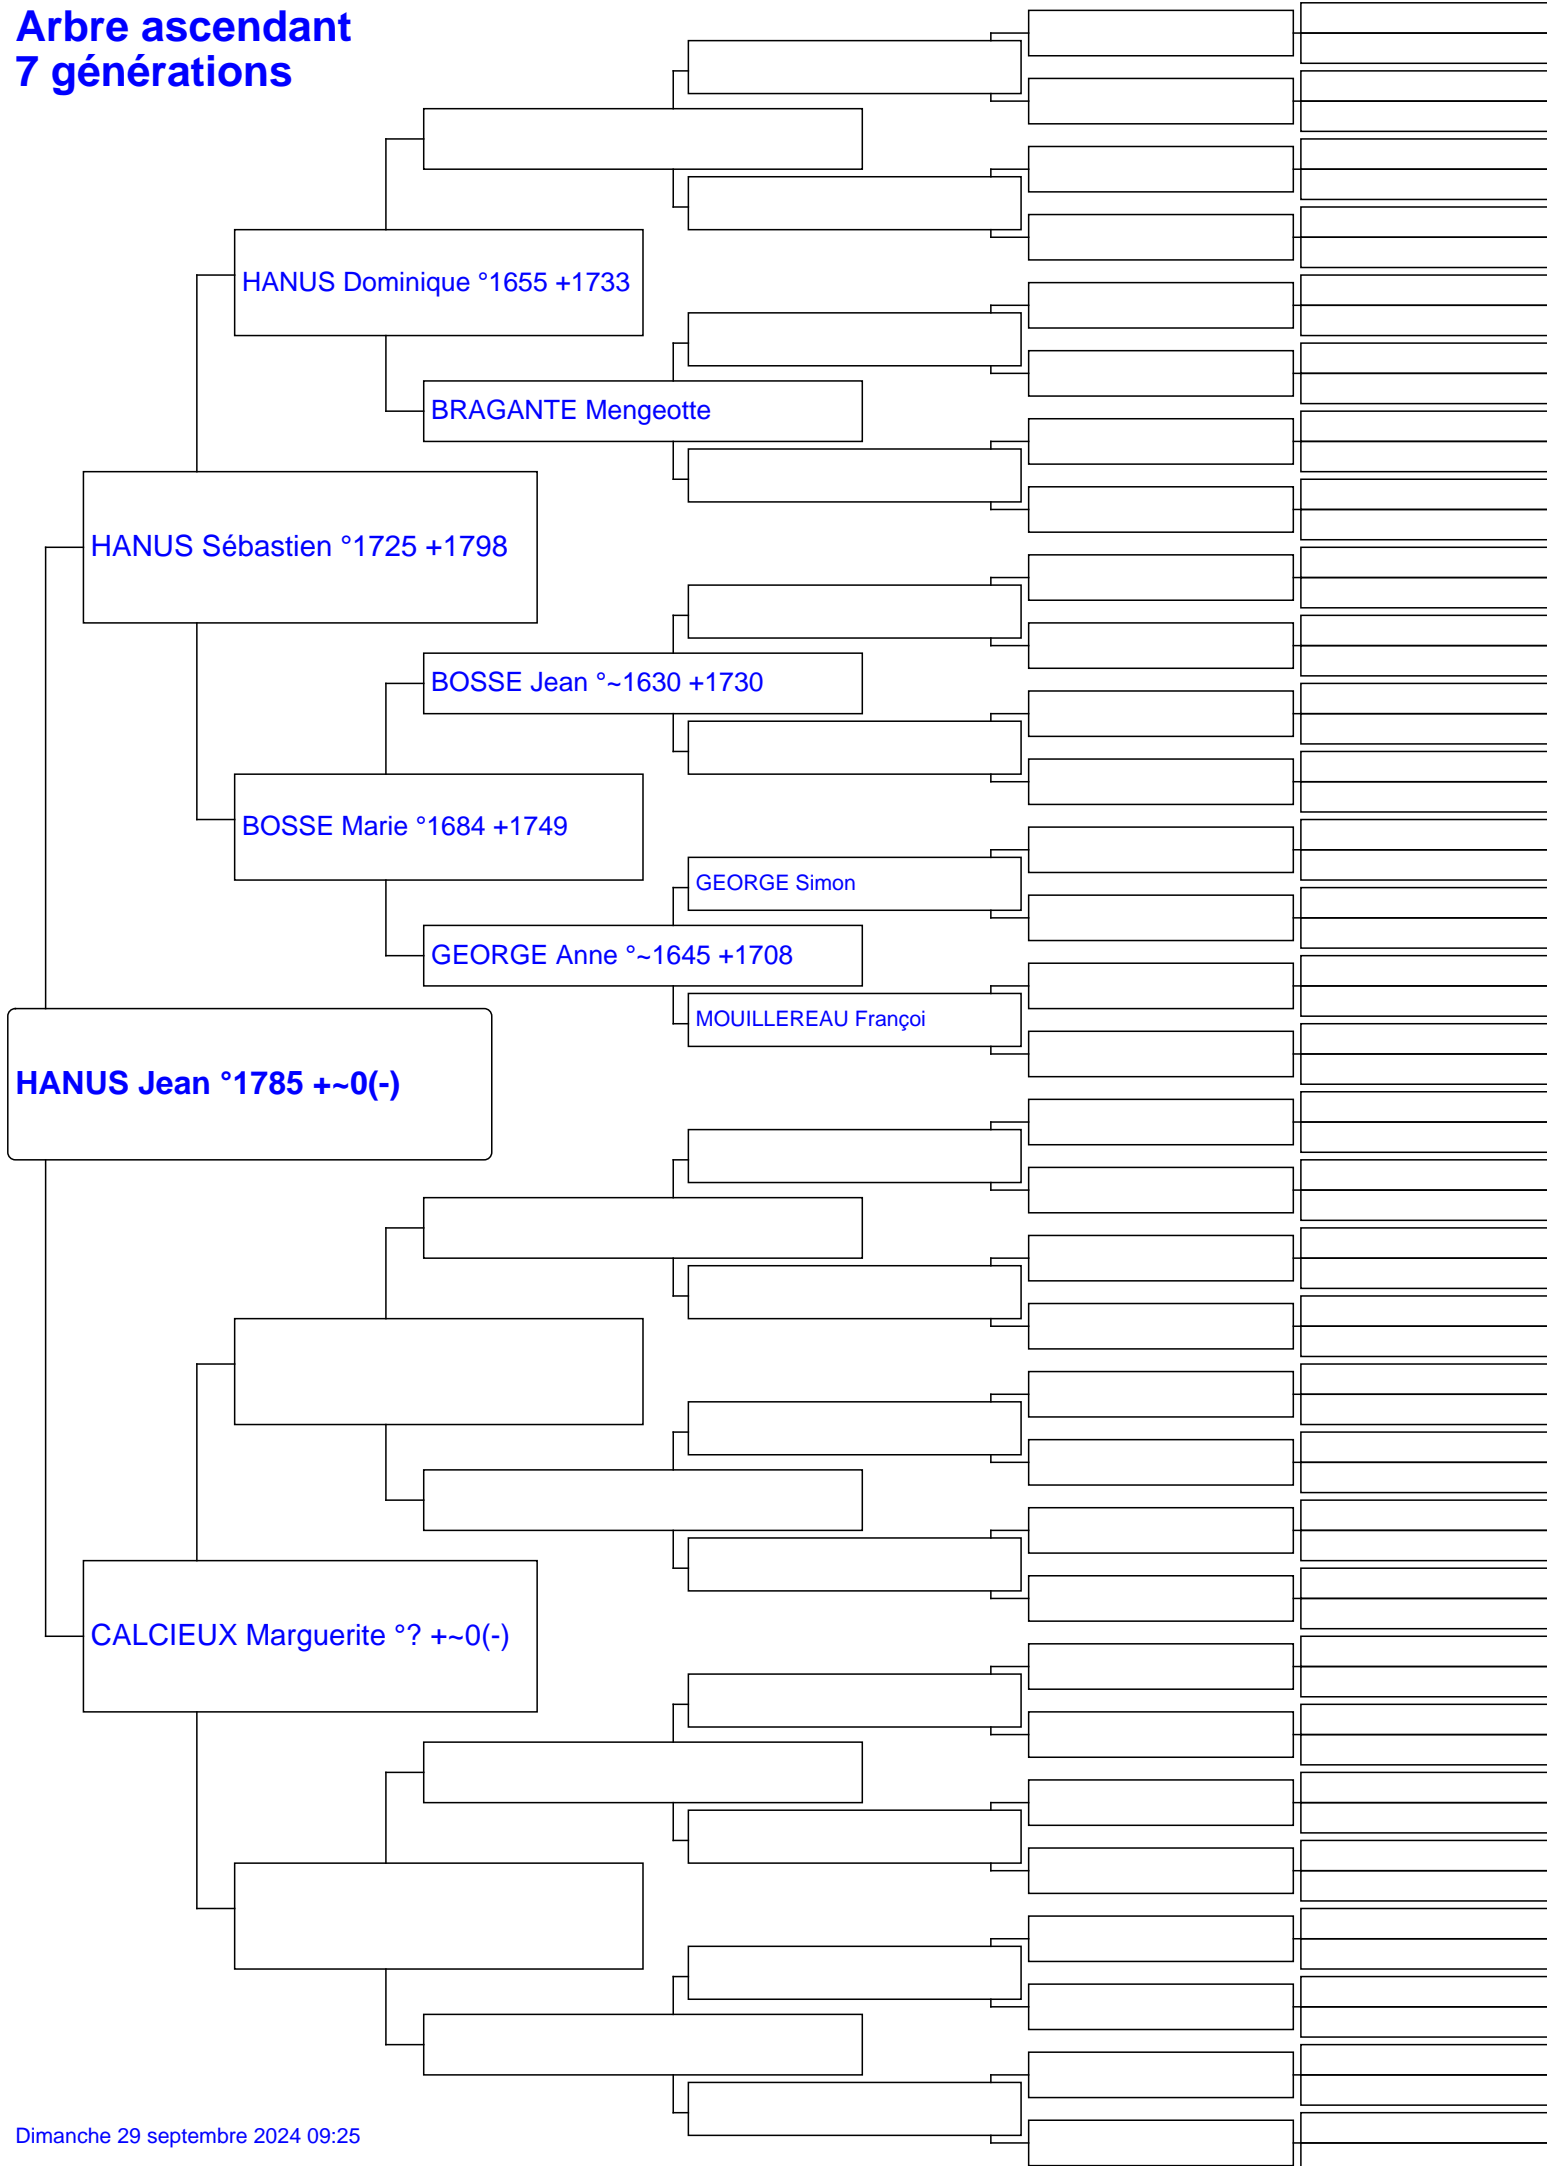 Arbre ascendant
7 générations
HANUS Dominique °1655 +1733
BRAGANTE Mengeotte
HANUS Sébastien °1725 +1798
BOSSE Jean °~1630 +1730
BOSSE Marie °1684 +1749
GEORGE Simon
GEORGE Anne °~1645 +1708
MOUILLEREAU Françoi
HANUS Jean °1785 +~0(-)
CALCIEUX Marguerite °? +~0(-)
Dimanche 29 septembre 2024 09:25